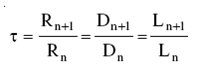 τ = R_{n+1} / R_n = D_{n+1} / D_n = L_{n+1} / L_n